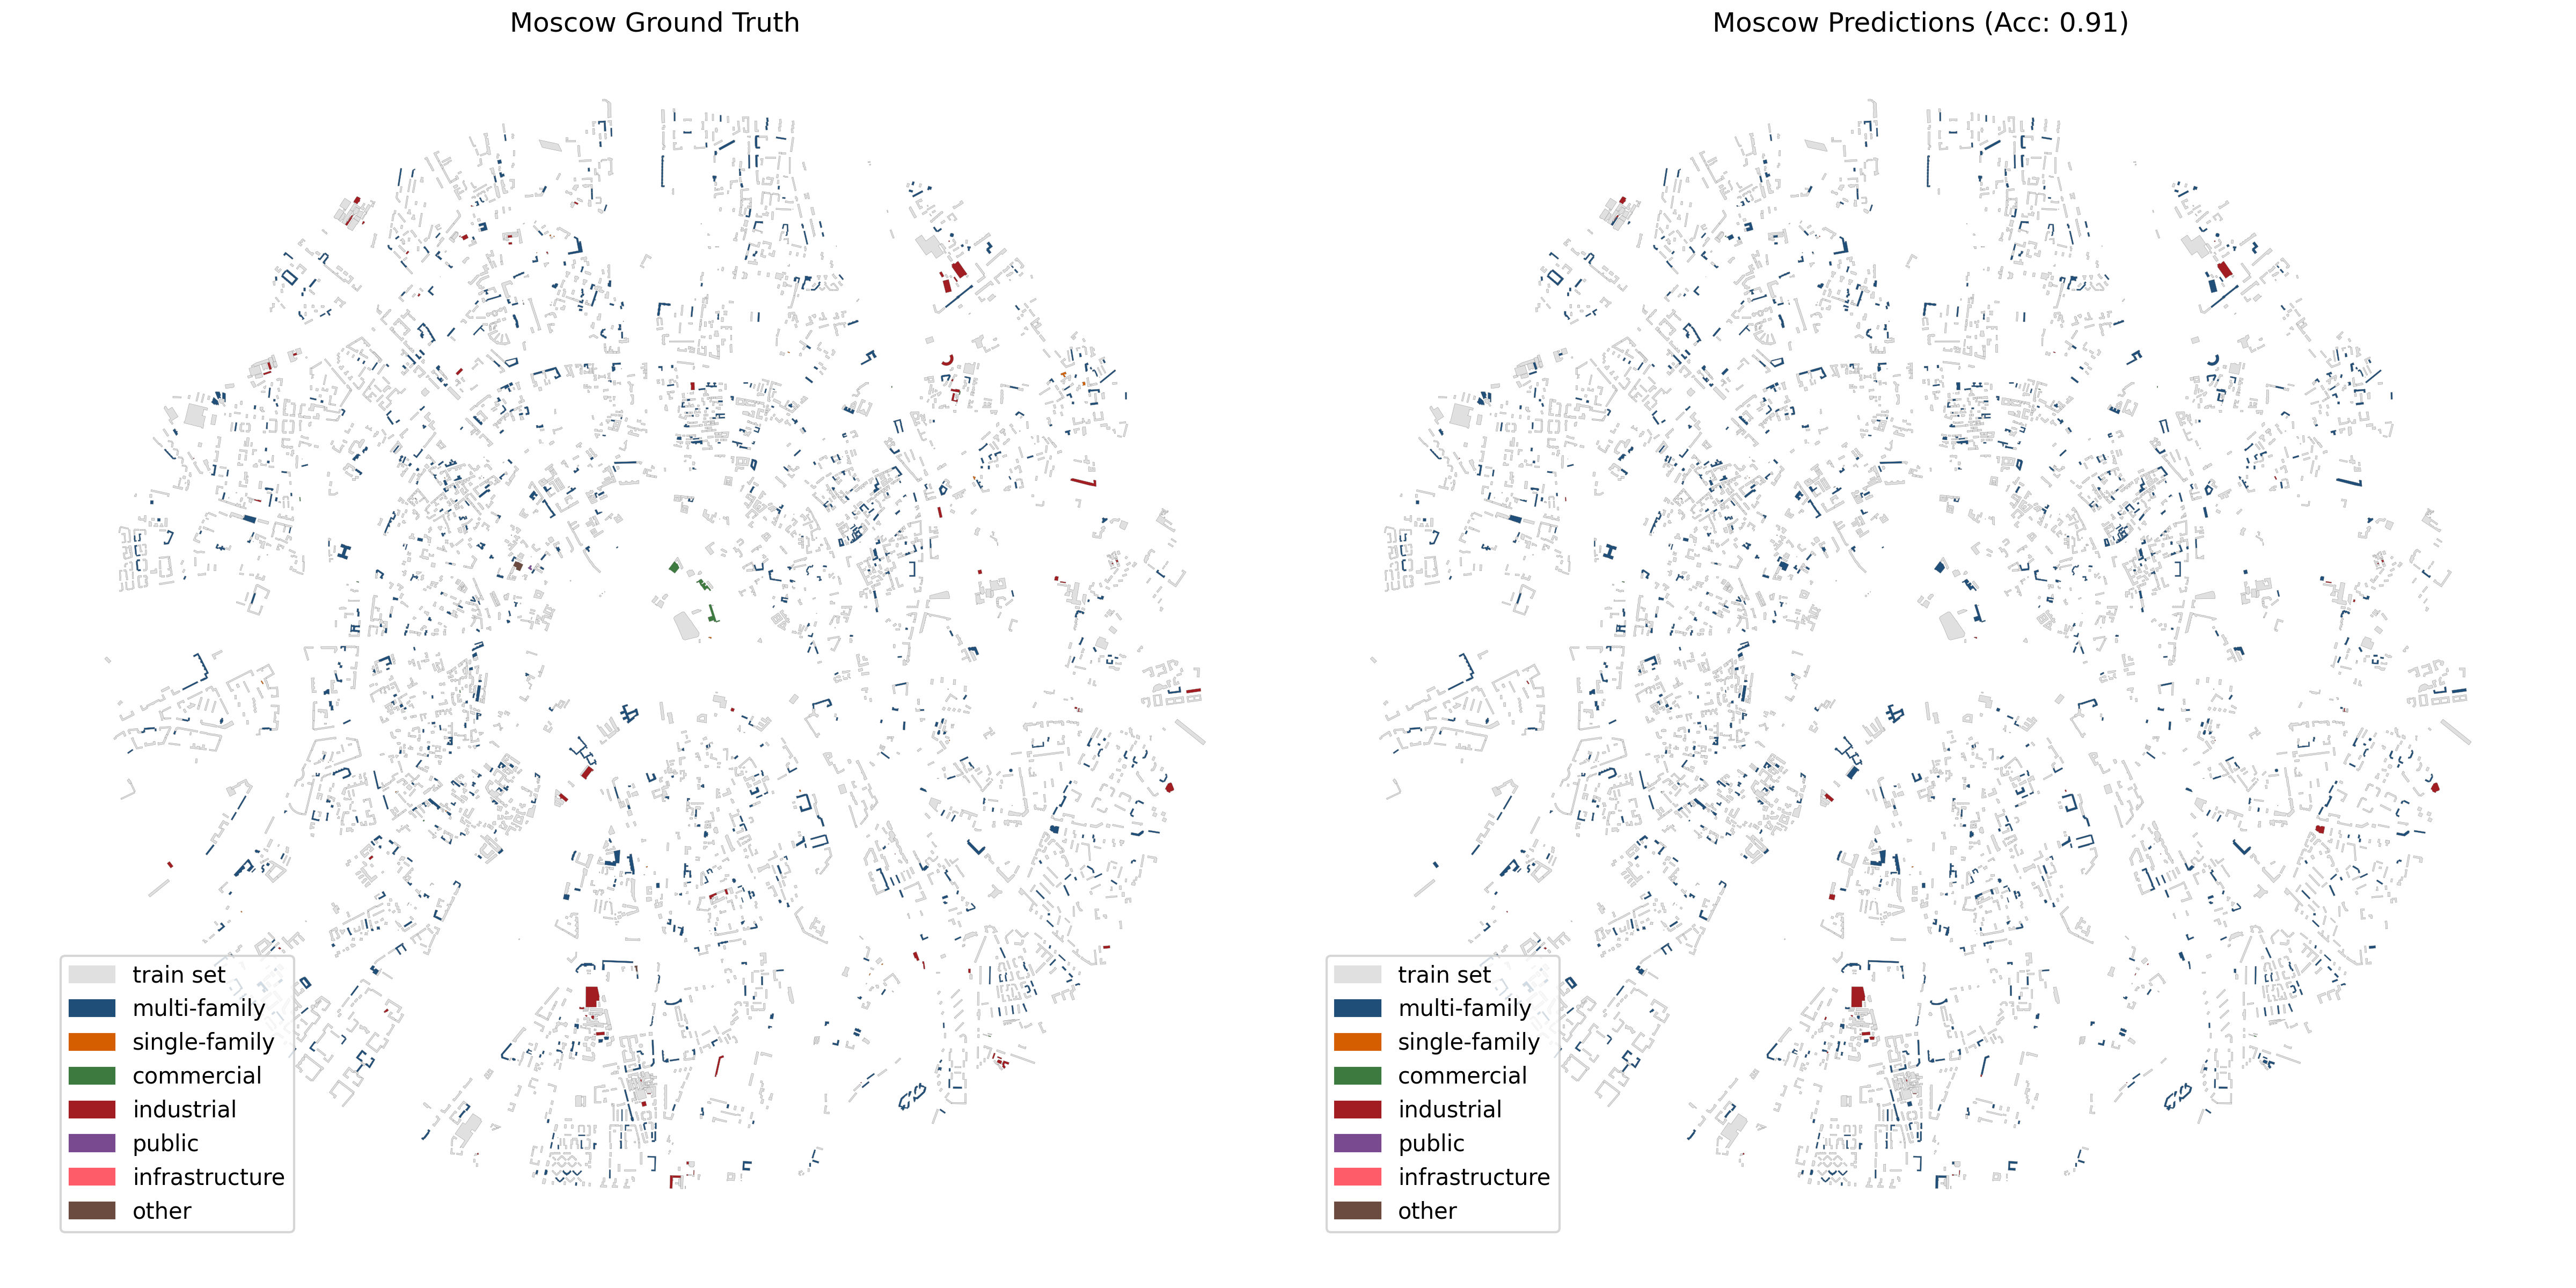 Moscow Ground Truth
train set
multi-family
single-family
commercial
industrial
public
infrastructure
other
Moscow Predictions (Acc: 0.91)
train set
multi-family
single-family
commercial
industrial
public
infrastructure
other